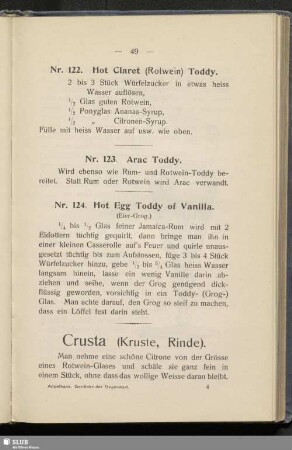 — 49 —
Nr. 122. Hot Claret (Rotwein) Toddy.
2 bis 3 Stück Würfelzucker in etwas heiss
Wasser auflösen,
1/2 Glas guten Rotwein,
1/2 Ponyglas Ananas-Syrup,
1/2 „ Citronen-Syrup.
Fülle mit heiss Wasser auf usw. wie oben.
Nr. 123. Arac Toddy.
Wird ebenso wie Rum- und Rotwein-Toddy be-
reitet. Statt Rum oder Rotwein wird Arac verwandt.
Nr. 124. Hot Egg Toddy of Vanilla.
(Eier-Grog.)
1/4 bis 1/2 Glas feiner Jamaica-Rum wird mit 2
Eidottern tüchtig gequirlt, dann bringe man ihn in
einer kleinen Casserolle auf's Feuer und quirle unaus-
gesetzt tüchtig bis zum Aufstossen, füge 3 bis 4 Stück
Würfelzucker hinzu, gebe 1/2 bis 3/4 Glas heiss Wasser
langsam hinein, lasse ein wenig Vanille darin ab-
ziehen und seihe, wenn der Grog genügend dick-
flüssig geworden, vorsichtig in ein Toddy- (Grog-)
Glas. Man achte darauf, den Grog so steif zu machen,
dass ein Löffel fast darin steht.
Crusta (Kruste, Rinde).
Man nehme eine schöne Citrone von der Grösse
eines Rotwein-Glases und schäle sie ganz fein in
einem Stück, ohne dass das wollige Weisse daran bleibt.
4
SLUB